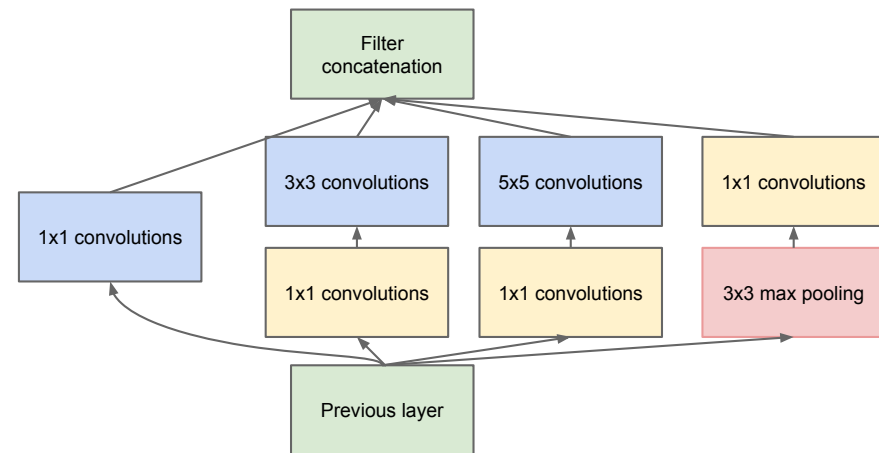 Filter
concatenation
3x3 convolutions
5x5 convolutions
1x1 convolutions
1x1 convolutions
1x1 convolutions
1x1 convolutions
3x3 max pooling
Previous layer